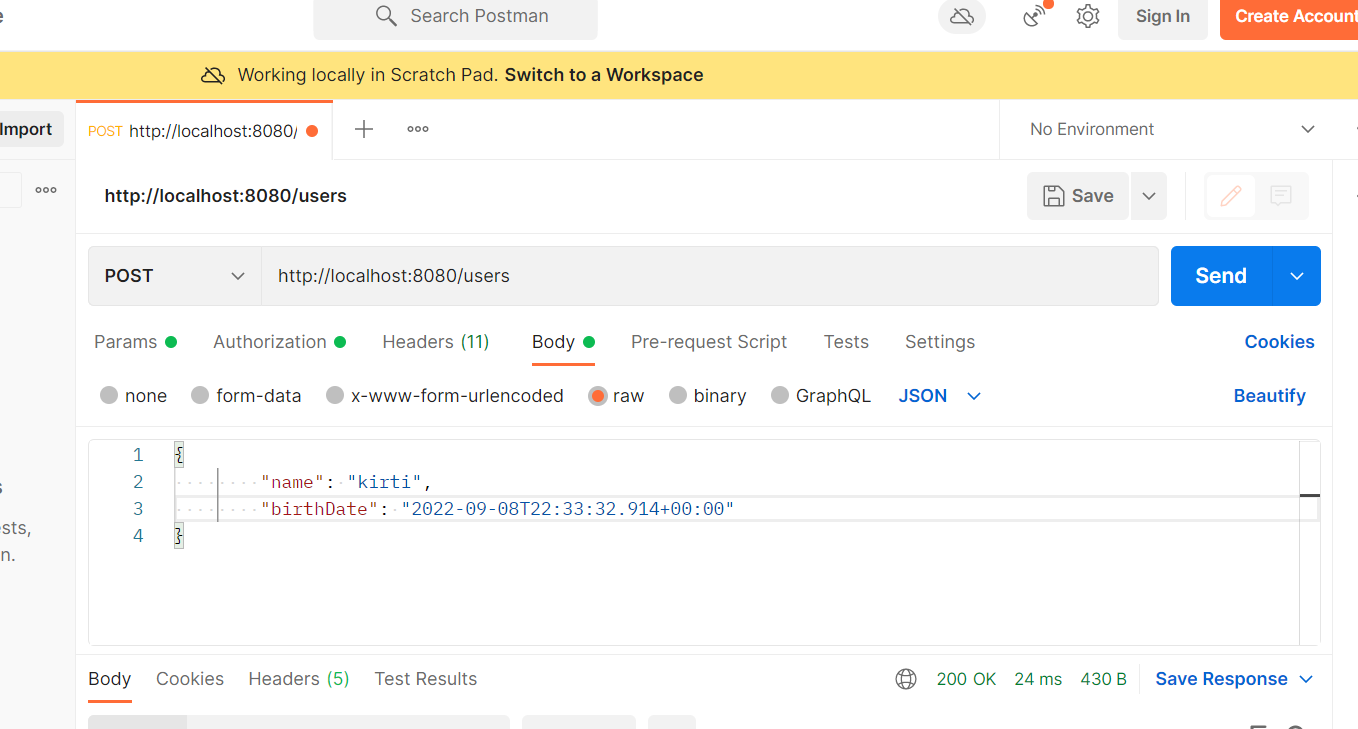 e
Search Postman
Sign In
Create Account
Working locally in Scratch Pad. Switch to a Workspace
Import
POST http://localhost:8080/
No Environment
http://localhost:8080/users
Save
POST
http://localhost:8080/users
Send
Params
Authorization
Headers (11)
Body
Pre-request Script
Tests
Settings
Cookies
none
form-data
x-www-form-urlencoded
raw
binary
GraphQL
JSON
Beautify
1 {
2 "name": "kirti",
3 "birthDate": "2022-09-08T22:33:32.914+00:00"
4 }
s
ests,
n.
Body
Cookies
Headers (5)
Test Results
200 OK
24 ms
430 B
Save Response